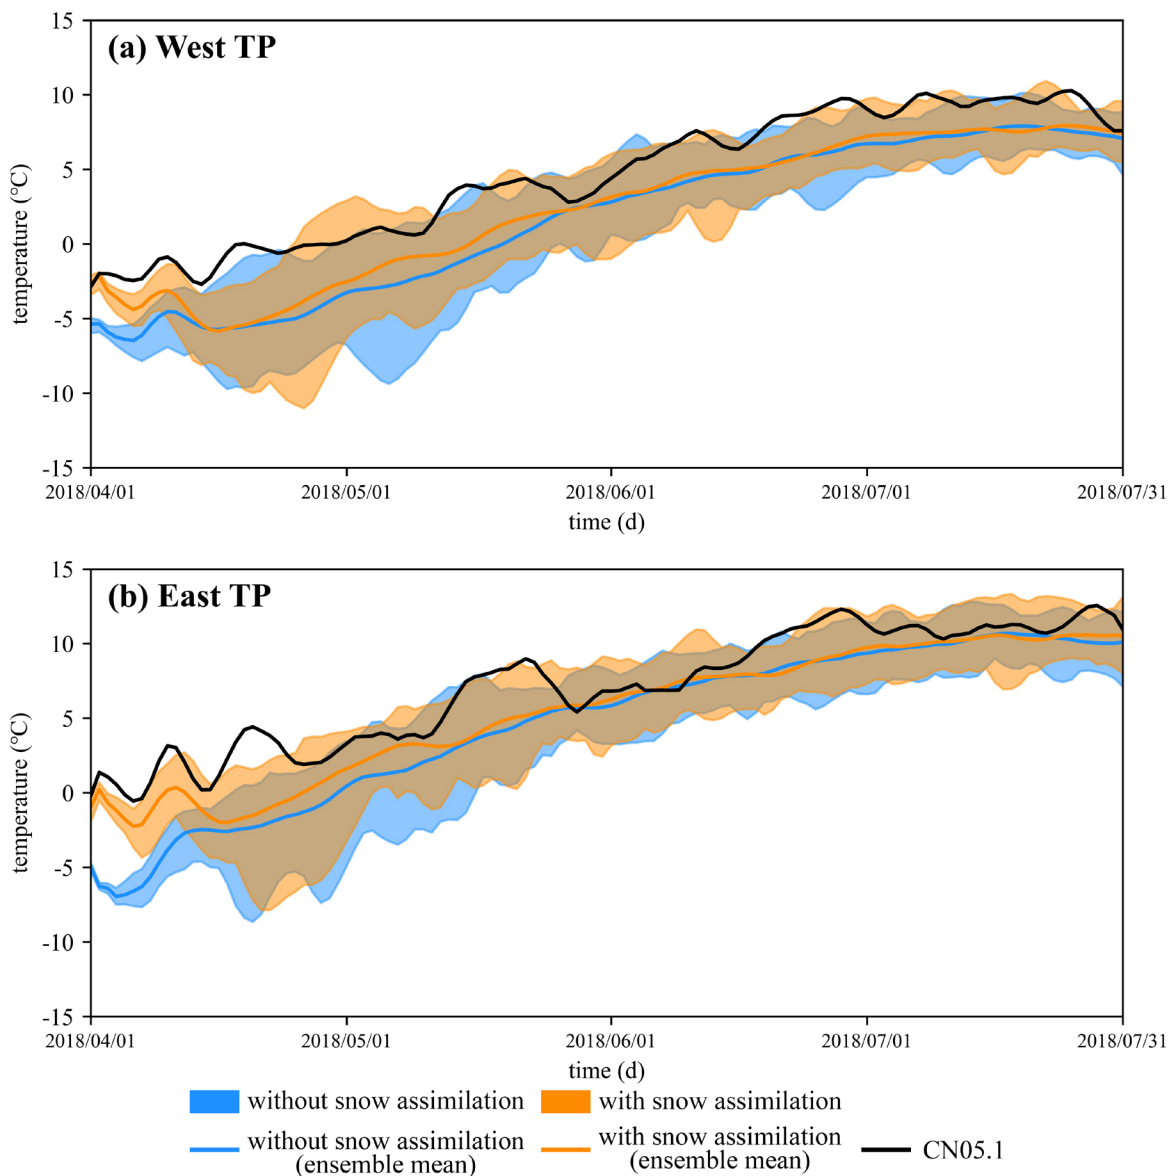 (a) West TP
temperature (℃)
15
10
5
0
-5
-10
-15
2018/04/01 2018/05/01 2018/06/01 2018/07/01 2018/07/31
time (d)
(b) East TP
temperature (℃)
15
10
5
0
-5
-10
-15
2018/04/01 2018/05/01 2018/06/01 2018/07/01 2018/07/31
time (d)
without snow assimilation with snow assimilation
without snow assimilation with snow assimilation CN05.1
(ensemble mean) (ensemble mean)